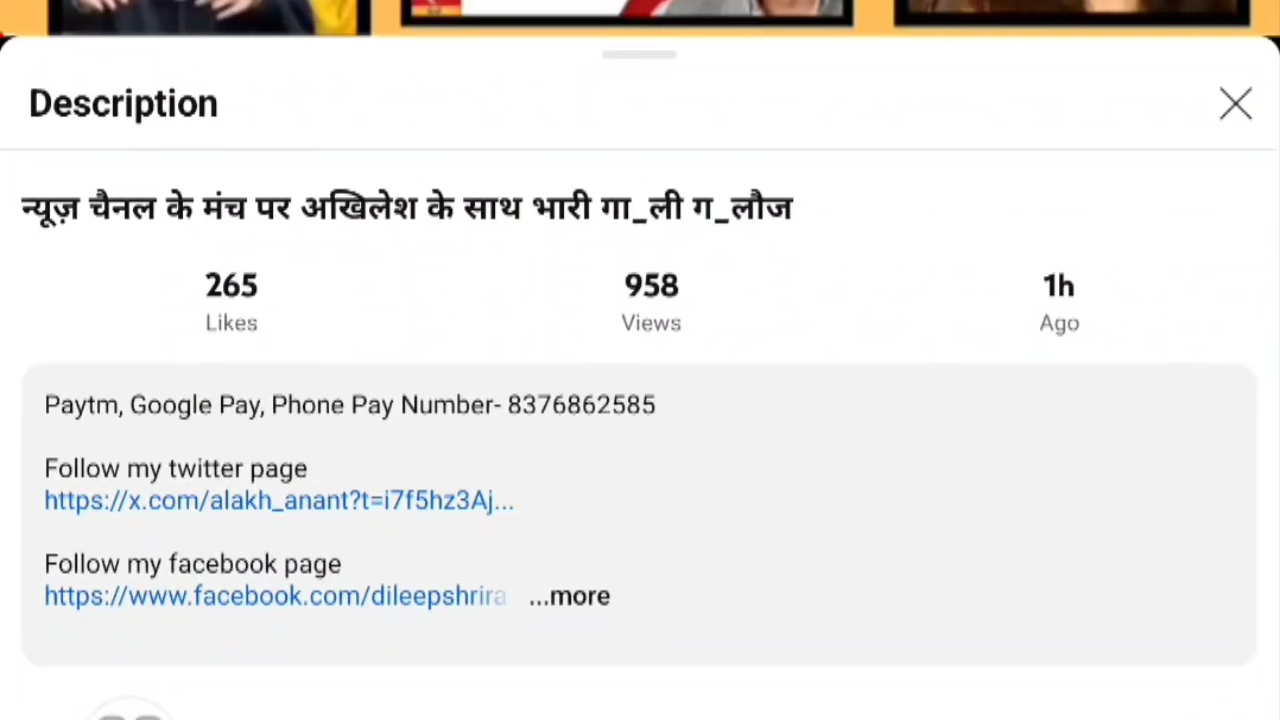 Description
न्यूज़ चैनल के मंच पर अखिलेश के साथ भारी गा_ली ग_लौज
265 958 1h
Likes Views Ago
Paytm, Google Pay, Phone Pay Number- 8376862585
Follow my twitter page
https://x.com/alakh_anant?t=i7f5hz3Aj...
Follow my facebook page
https://www.facebook.com/dileepshrira ...more